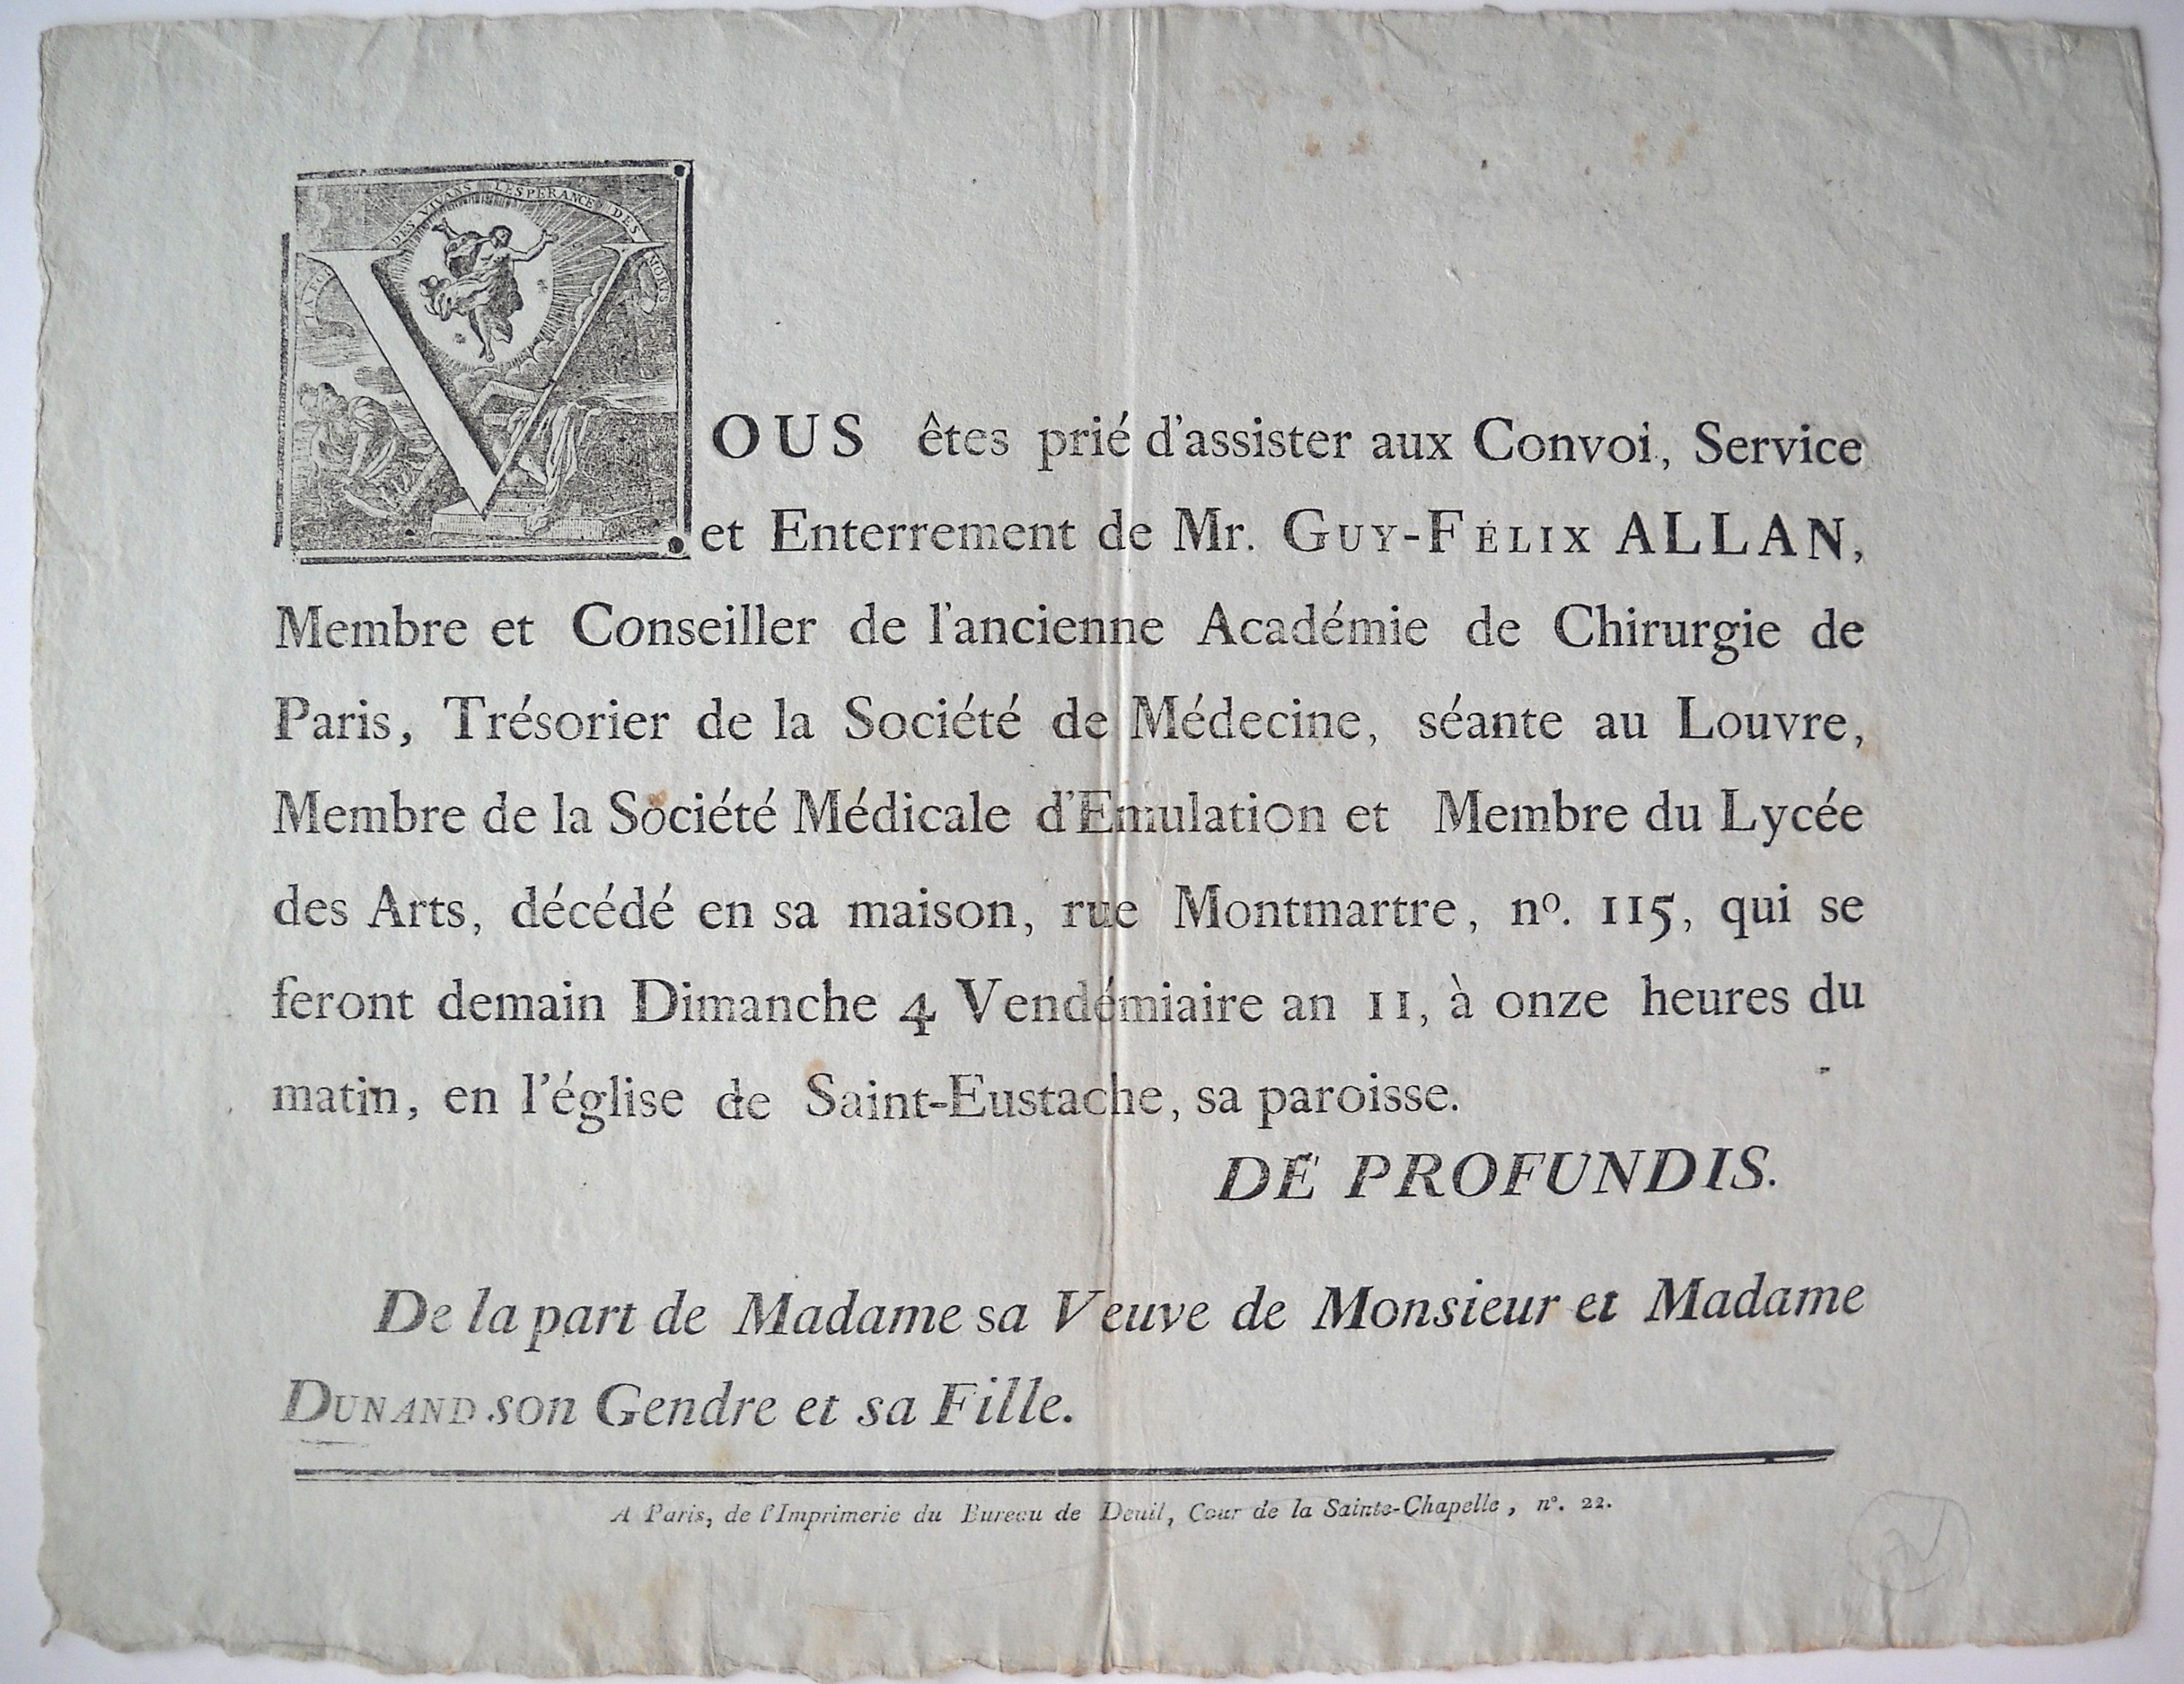 LA FOI DES VIVANS L'ESPERANCE DES MORTS
VOUS êtes prié d'assister aux Convoi, Service
et Enterrement de Mr. GUY-FÉLIX ALLAN,
Membre et Conseiller de l'ancienne Académie de Chirurgie de
Paris, Trésorier de la Société de Médecine, séante au Louvre,
Membre de la Société Médicale d'Emulation et Membre du Lycée
des Arts, décédé en sa maison, rue Montmartre, nº. 115, qui se
feront demain Dimanche 4 Vendémiaire an 11, à onze heures du
matin, en l'église de Saint-Eustache, sa paroisse.
DE PROFUNDIS.
De la part de Madame sa Veuve de Monsieur et Madame
DUNAND son Gendre et sa Fille.
A Paris, de l'Imprimerie du Bureau de Deuil, Cour de la Sainte-Chapelle, nº. 22.